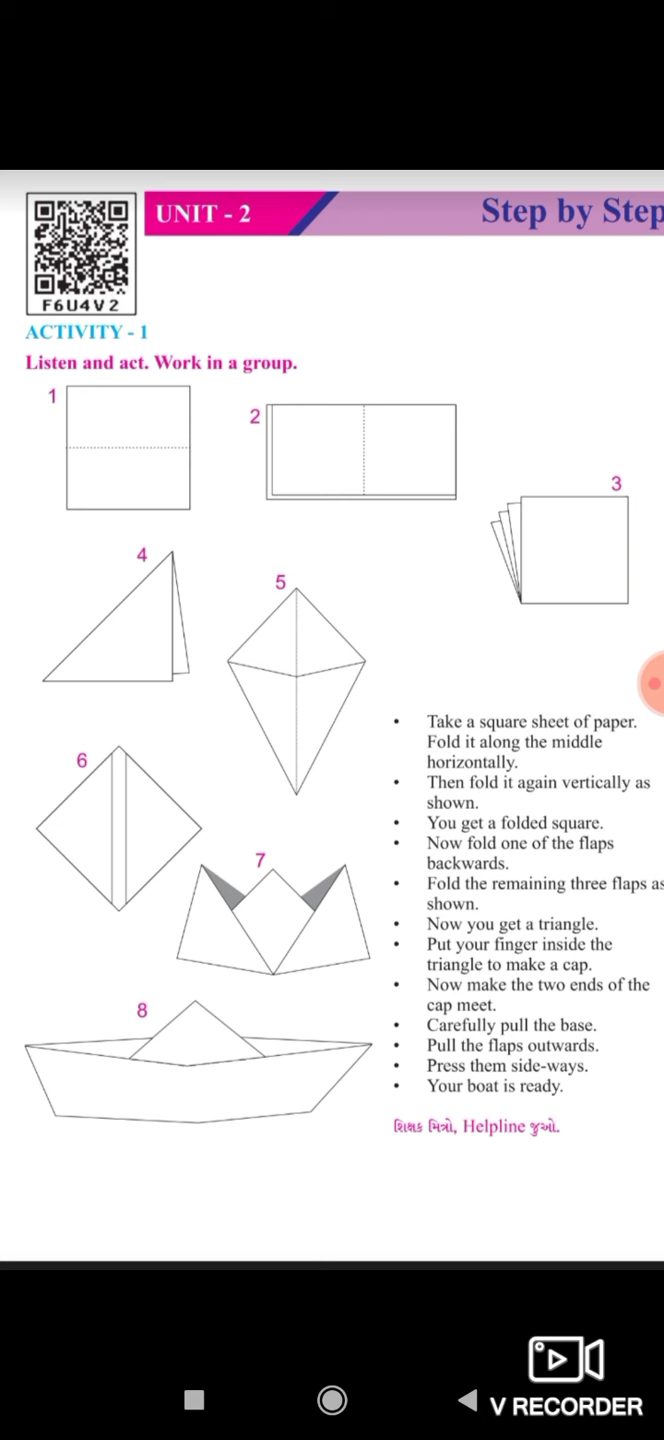 UNIT - 2
Step by Step
F6U4V2
ACTIVITY - 1
Listen and act. Work in a group.
1
2
3
4
5
6
7
8
• Take a square sheet of paper.
Fold it along the middle
horizontally.
• Then fold it again vertically as
shown.
• You get a folded square.
• Now fold one of the flaps
backwards.
• Fold the remaining three flaps as
shown.
• Now you get a triangle.
• Put your finger inside the
triangle to make a cap.
• Now make the two ends of the
cap meet.
• Carefully pull the base.
• Pull the flaps outwards.
• Press them side-ways.
• Your boat is ready.
શિક્ષક મિત્રો, Helpline જુઓ.
V RECORDER